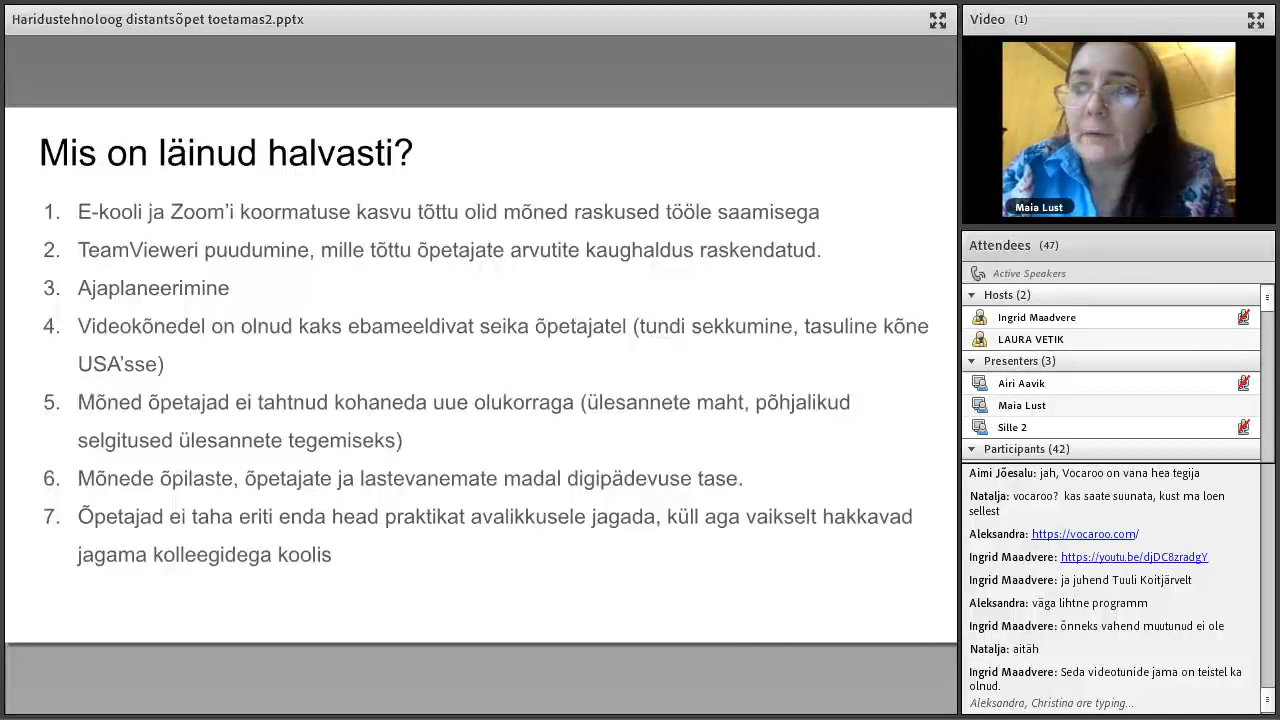 Haridustehnoloog distantsõpet toetamas2.pptx
Mis on läinud halvasti?
1. E-kooli ja Zoom’i koormatuse kasvu tõttu olid mõned raskused tööle saamisega
2. TeamVieweri puudumine, mille tõttu õpetajate arvutite kaughaldus raskendatud.
3. Ajaplaneerimine
4. Videokõnedel on olnud kaks ebameeldivat seika õpetajatel (tundi sekkumine, tasuline kõne
USA’sse)
5. Mõned õpetajad ei tahtnud kohaneda uue olukorraga (ülesannete maht, põhjalikud
selgitused ülesannete tegemiseks)
6. Mõnede õpilaste, õpetajate ja lastevanemate madal digipädevuse tase.
7. Õpetajad ei taha eriti enda head praktikat avalikkusele jagada, küll aga vaikselt hakkavad
jagama kolleegidega koolis
Video (1)
Maia Lust
Attendees (47)
Active Speakers
Hosts (2)
Ingrid Maadvere
LAURA VETIK
Presenters (3)
Airi Aavik
Maia Lust
Sille 2
Participants (42)
Aimi Jõesalu: jah, Vocaroo on vana hea tegija
Natalja: vocaroo? kas saate suunata, kust ma loen
sellest
Aleksandra: https://vocaroo.com/
Ingrid Maadvere: https://youtu.be/djDC8zradgY
Ingrid Maadvere: ja juhend Tuuli Koitjärvelt
Aleksandra: väga lihtne programm
Ingrid Maadvere: õnneks vahend muutunud ei ole
Natalja: aitäh
Ingrid Maadvere: Seda videotunide jama on teistel ka
olnud.
Aleksandra, Christina are typing...